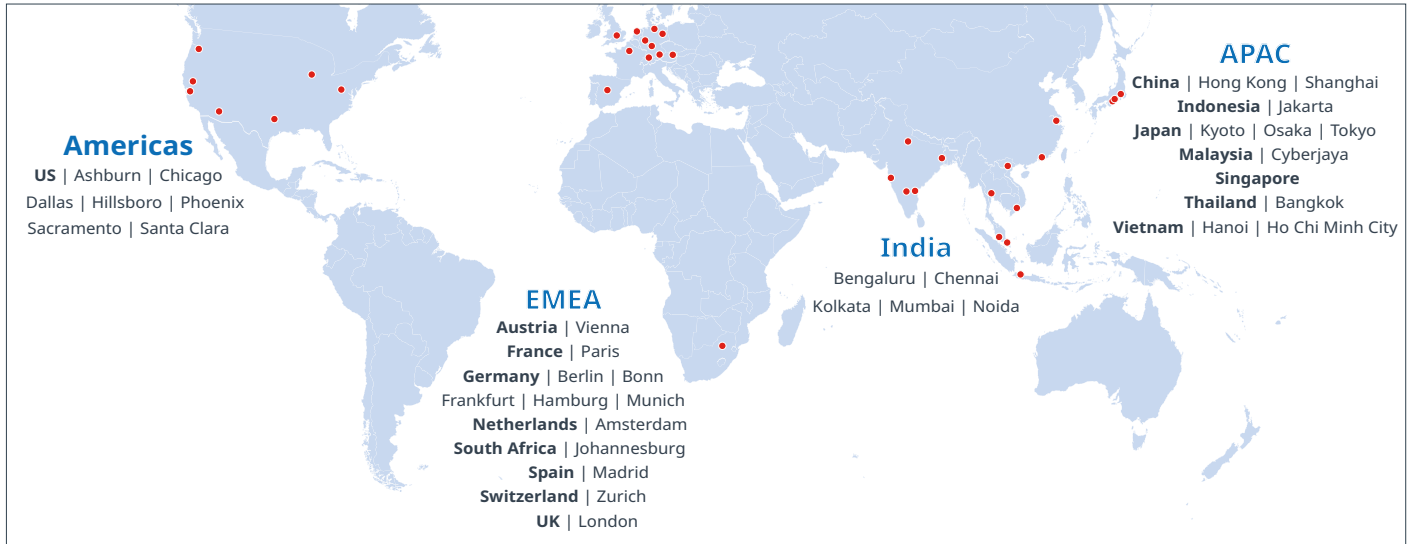 Americas
US | Ashburn | Chicago
Dallas | Hillsboro | Phoenix
Sacramento | Santa Clara
EMEA
Austria | Vienna
France | Paris
Germany | Berlin | Bonn
Frankfurt | Hamburg | Munich
Netherlands | Amsterdam
South Africa | Johannesburg
Spain | Madrid
Switzerland | Zurich
UK | London
India
Bengaluru | Chennai
Kolkata | Mumbai | Noida
APAC
China | Hong Kong | Shanghai
Indonesia | Jakarta
Japan | Kyoto | Osaka | Tokyo
Malaysia | Cyberjaya
Singapore
Thailand | Bangkok
Vietnam | Hanoi | Ho Chi Minh City